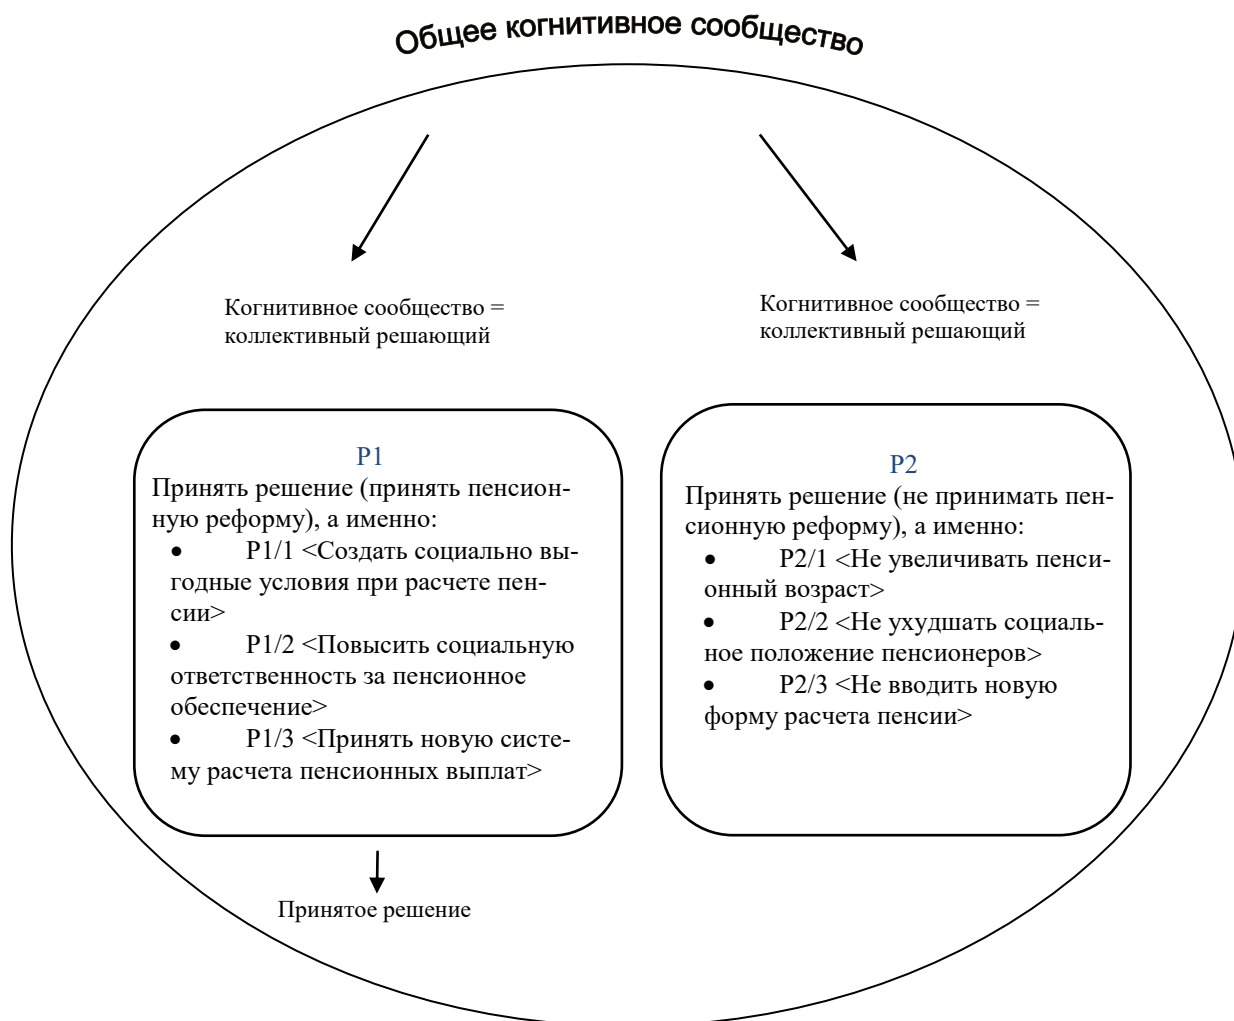 Общее когнитивное сообщество
Когнитивное сообщество =
коллективный решающий
Когнитивное сообщество =
коллективный решающий
Р1
Принять решение (принять пенсион-
ную реформу), а именно:
• Р1/1 <Создать социально вы-
годные условия при расчете пен-
сии>
• Р1/2 <Повысить социальную
ответственность за пенсионное
обеспечение>
• Р1/3 <Принять новую систе-
му расчета пенсионных выплат>
Р2
Принять решение (не принимать пен-
сионную реформу), а именно:
• Р2/1 <Не увеличивать пенси-
онный возраст>
• Р2/2 <Не ухудшать социаль-
ное положение пенсионеров>
• Р2/3 <Не вводить новую
форму расчета пенсии>
Принятое решение